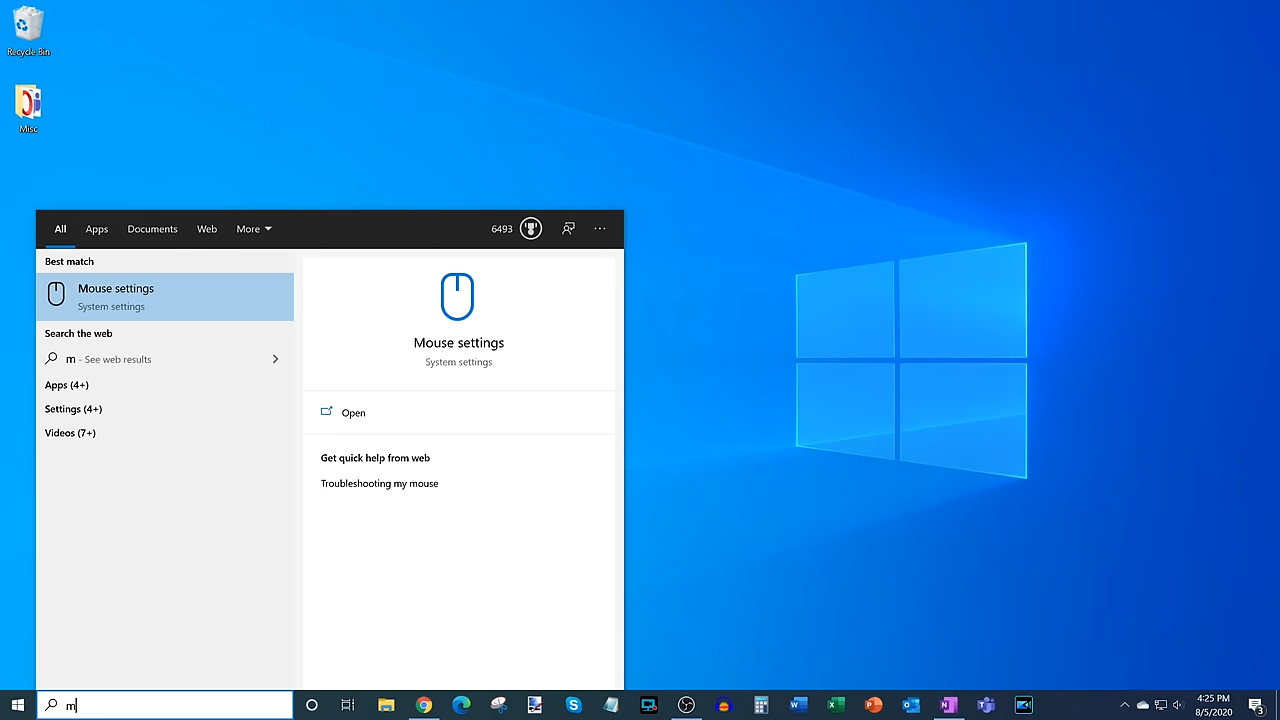 Recycle Bin
Misc
All Apps Documents Web More 6493 ...
Best match
Mouse settings
System settings
Search the web
m - See web results
Apps (4+)
Settings (4+)
Videos (7+)
Mouse settings
System settings
Open
Get quick help from web
Troubleshooting my mouse
m
4:25 PM
8/5/2020
3